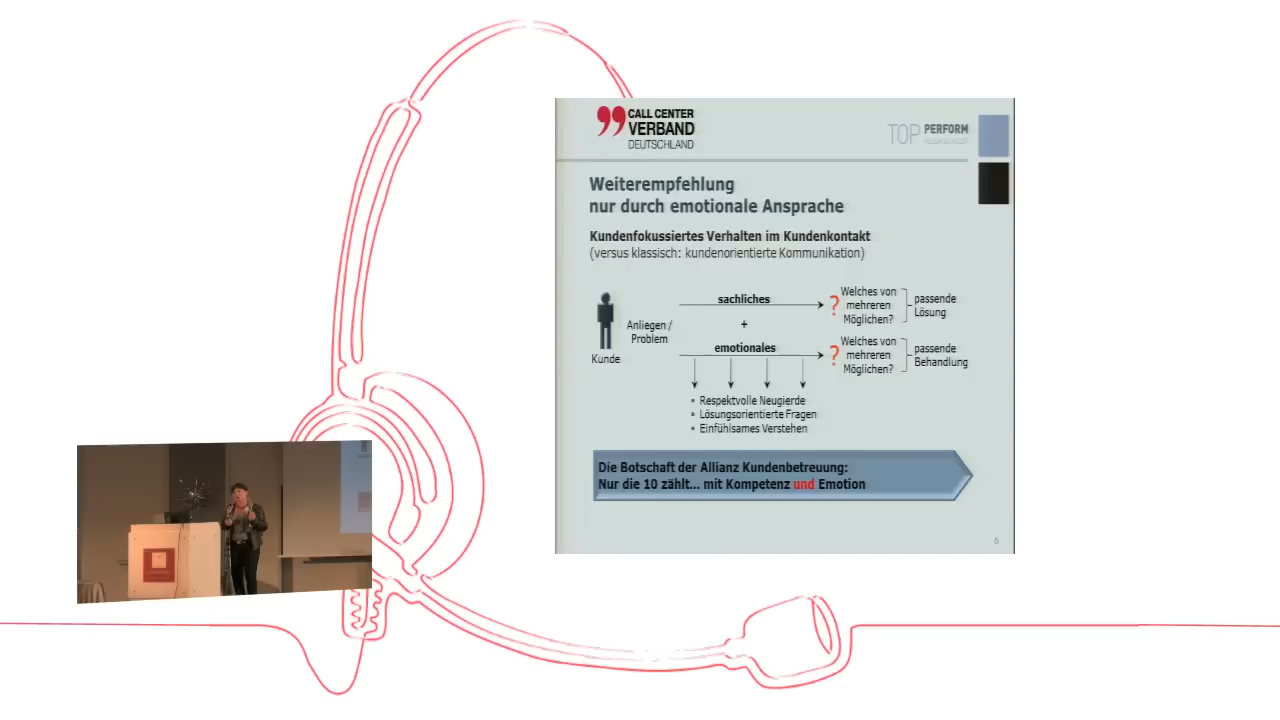 CALL CENTER
VERBAND
DEUTSCHLAND
TOP PERFORM
Weiterempfehlung
nur durch emotionale Ansprache
Kundenfokussiertes Verhalten im Kundenkontakt
(versus klassisch: kundenorientierte Kommunikation)
Kunde
Anliegen /
Problem
sachliches
+
emotionales
?
Welches von
mehreren
Möglichen?
passende
Lösung
?
Welches von
mehreren
Möglichen?
passende
Behandlung
▪ Respektvolle Neugierde
▪ Lösungsorientierte Fragen
▪ Einfühlsames Verstehen
Die Botschaft der Allianz Kundenbetreuung:
Nur die 10 zählt... mit Kompetenz und Emotion
6